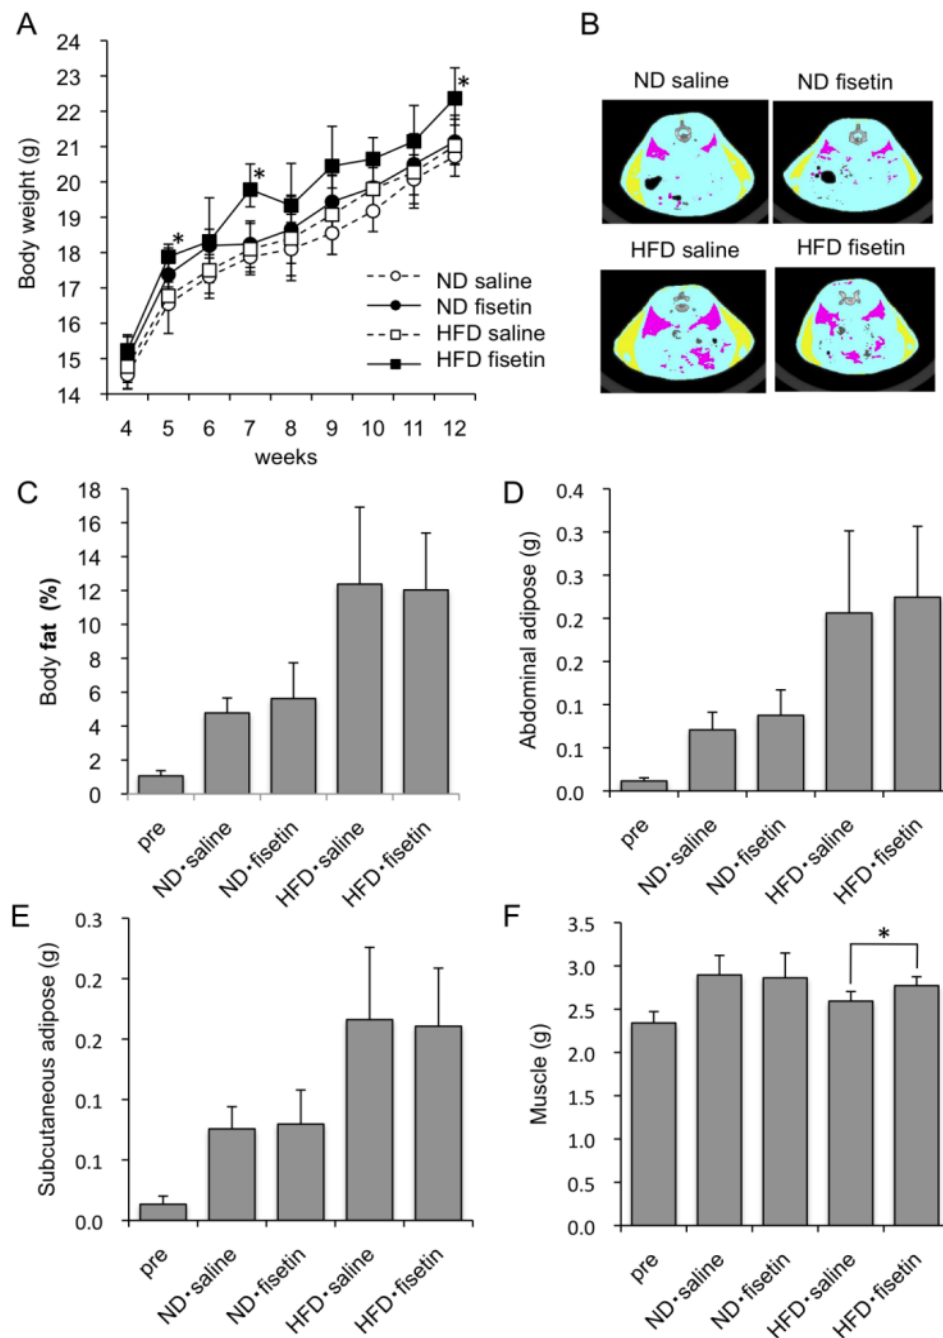 A
24
23
22
21
20
19
18
17
16
15
14
Body weight (g)
*
*
*
ND saline
ND fisetin
HFD saline
HFD fisetin
4 5 6 7 8 9 10 11 12
weeks
B
ND saline
ND fisetin
HFD saline
HFD fisetin
C
18
16
14
12
10
8
6
4
2
0
Body fat (%)
pre
ND・saline
ND・fisetin
HFD・saline
HFD・fisetin
D
0.4
0.3
0.3
0.2
0.2
0.1
0.1
0.0
Abdominal adipose (g)
pre
ND・saline
ND・fisetin
HFD・saline
HFD・fisetin
E
0.3
0.2
0.2
0.1
0.1
0.0
Subcutaneous adipose (g)
pre
ND・saline
ND・fisetin
HFD・saline
HFD・fisetin
F
3.5
3.0
2.5
2.0
1.5
1.0
0.5
0.0
Muscle (g)
*
pre
ND・saline
ND・fisetin
HFD・saline
HFD・fisetin